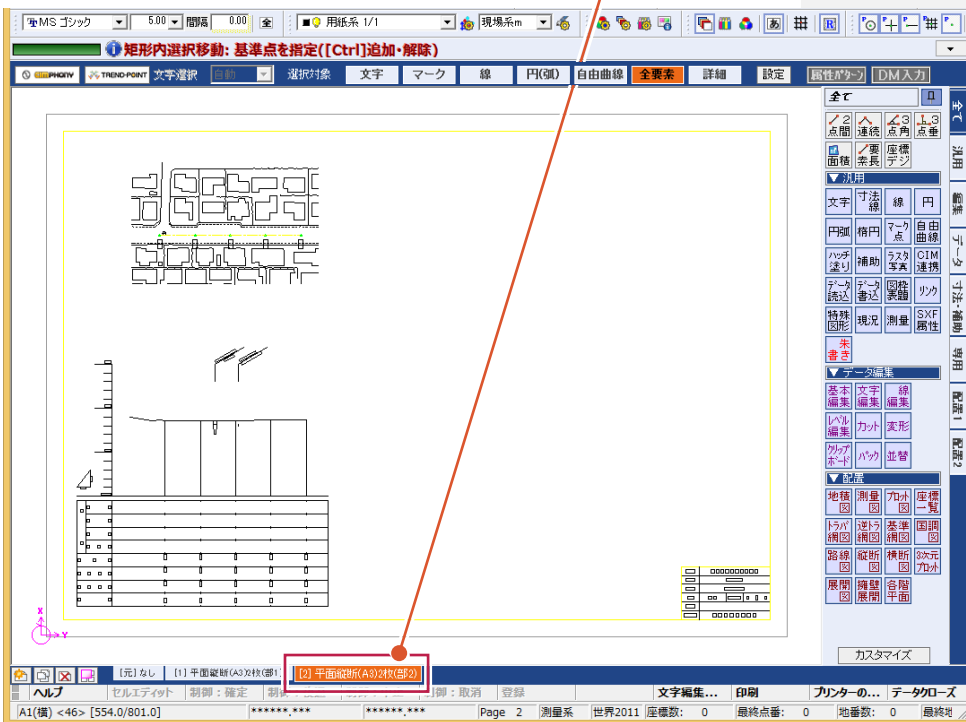 MS ゴシック 5.00 間隔 0.00 全 用紙系 1/1 現場系m あ R
矩形内選択移動: 基準点を指定([Ctrl]追加・解除)
TREND-POINT 文字選択 自動 選択対象 文字 マーク 線 円(弧) 自由曲線 全要素 詳細 設定 属性パターン DM入力
全て
2点間 連続 3点角 3点垂
面積 要素長 座標デジ
▼ 汎用
文字 寸法線 線 円
円弧 楕円 マーク点 自由曲線
ハッチ塗り 補助 ラスタ写真 CIM連携
データ読込 データ書込 図枠表題 リンク
特殊図形 現況 測量 SXF属性
朱書き
▼ データ編集
基本編集 文字編集 線編集
レベル編集 カット 変形
クリップボード パック 並替
▼ 配置
地積図 測量図 プロット図 座標一覧
トラバ網図 逆トラ網図 基準網図 国調図
路線図 縦断図 横断図 3次元プロット
展開図 擁壁展開 各階平面
カスタマイズ
全て
汎用
編集
データ
寸法・補助
専用
配置1
配置2
X
Y
[元]なし [1] 平面縦断(A3)2枚(部1 [2] 平面縦断(A3)2枚(部2)
ヘルプ セルエディット 制御:確定 制御 制御:取消 登録 文字編集... 印刷 プリンターの... データクローズ
A1(横) <46> [554.0/801.0] ******.*** ******.*** Page 2 測量系 世界2011 座標数: 0 最終点番: 0 地番数: 0 最終地